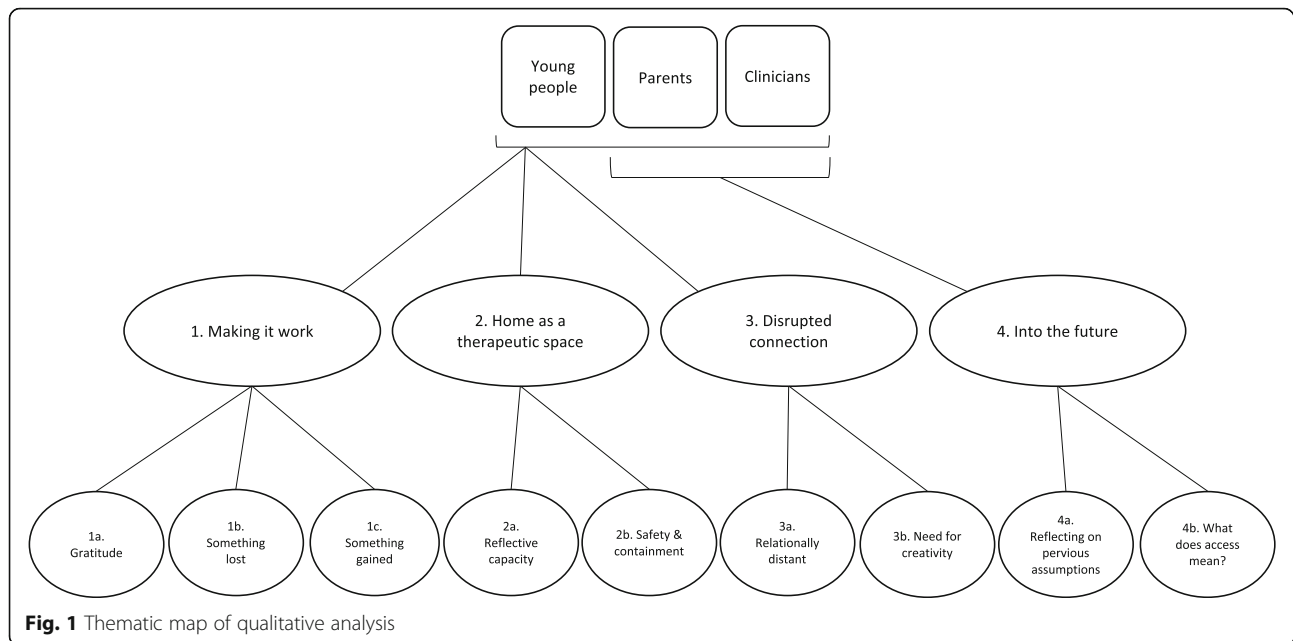 Young
people
Parents
Clinicians
1. Making it work
2. Home as a
therapeutic space
3. Disrupted
connection
4. Into the future
1a.
Gratitude
1b.
Something
lost
1c.
Something
gained
2a.
Reflective
capacity
2b. Safety &
containment
3a.
Relationally
distant
3b. Need for
creativity
4a.
Reflecting on
pervious
assumptions
4b. What
does access
mean?
Fig. 1 Thematic map of qualitative analysis